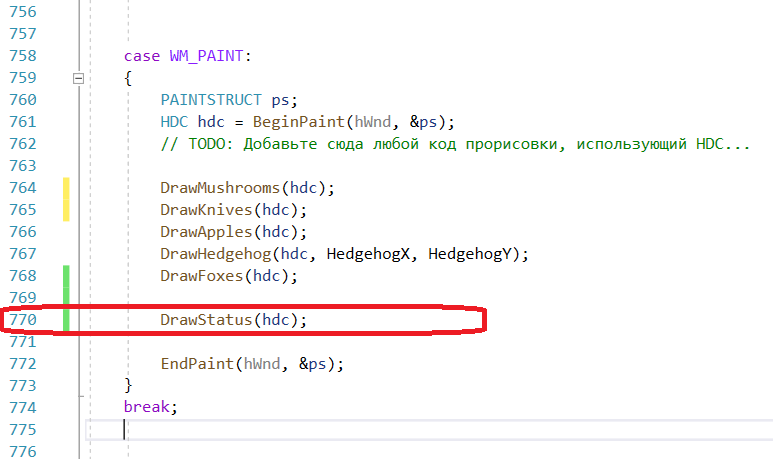 756
757
758 case WM_PAINT:
759 {
760 PAINTSTRUCT ps;
761 HDC hdc = BeginPaint(hWnd, &ps);
762 // TODO: Добавьте сюда любой код прорисовки, использующий HDC...
763
764 DrawMushrooms(hdc);
765 DrawKnives(hdc);
766 DrawApples(hdc);
767 DrawHedgehog(hdc, HedgehogX, HedgehogY);
768 DrawFoxes(hdc);
769
770 DrawStatus(hdc);
771
772 EndPaint(hWnd, &ps);
773 }
774 break;
775
776